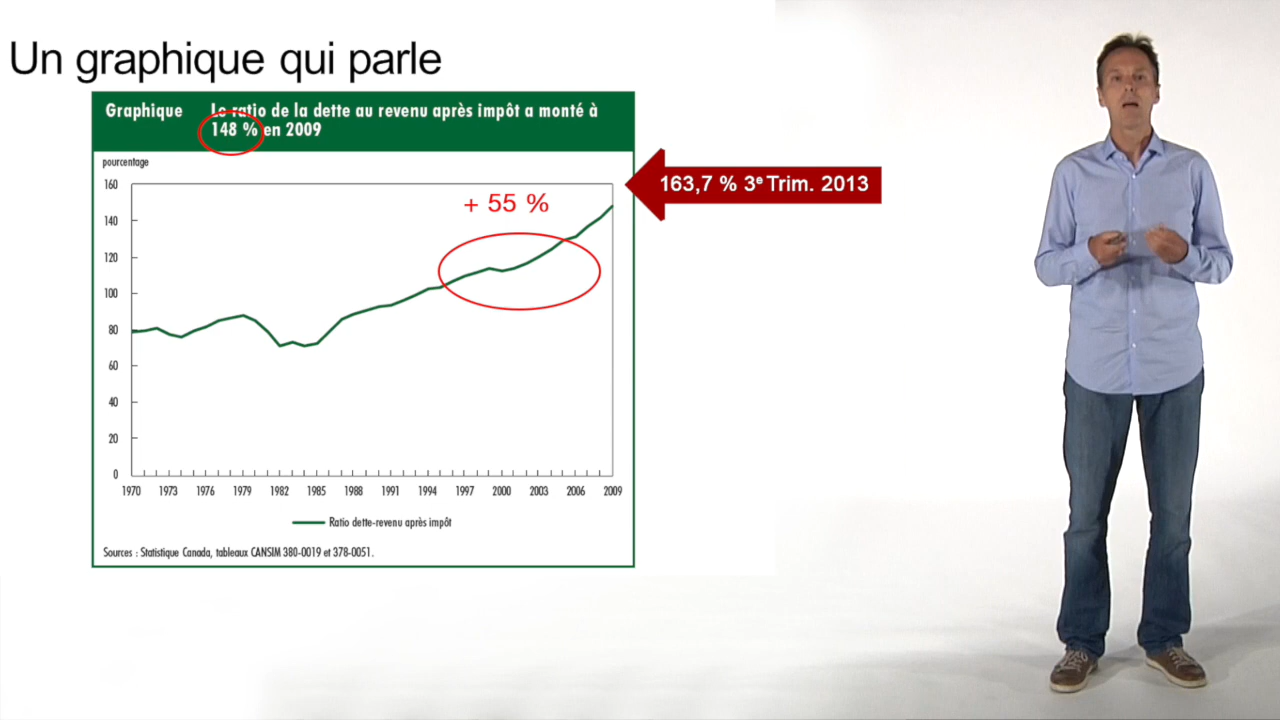 Un graphique qui parle
Graphique Le ratio de la dette au revenu après impôt a monté à
148 % en 2009
pourcentage
160
163,7 % 3e Trim. 2013
+ 55 %
140
120
100
80
60
40
20
0
1970 1973 1976 1979 1982 1985 1988 1991 1994 1997 2000 2003 2006 2009
Ratio dette-revenu après impôt
Sources : Statistique Canada, tableaux CANSIM 380-0019 et 378-0051.